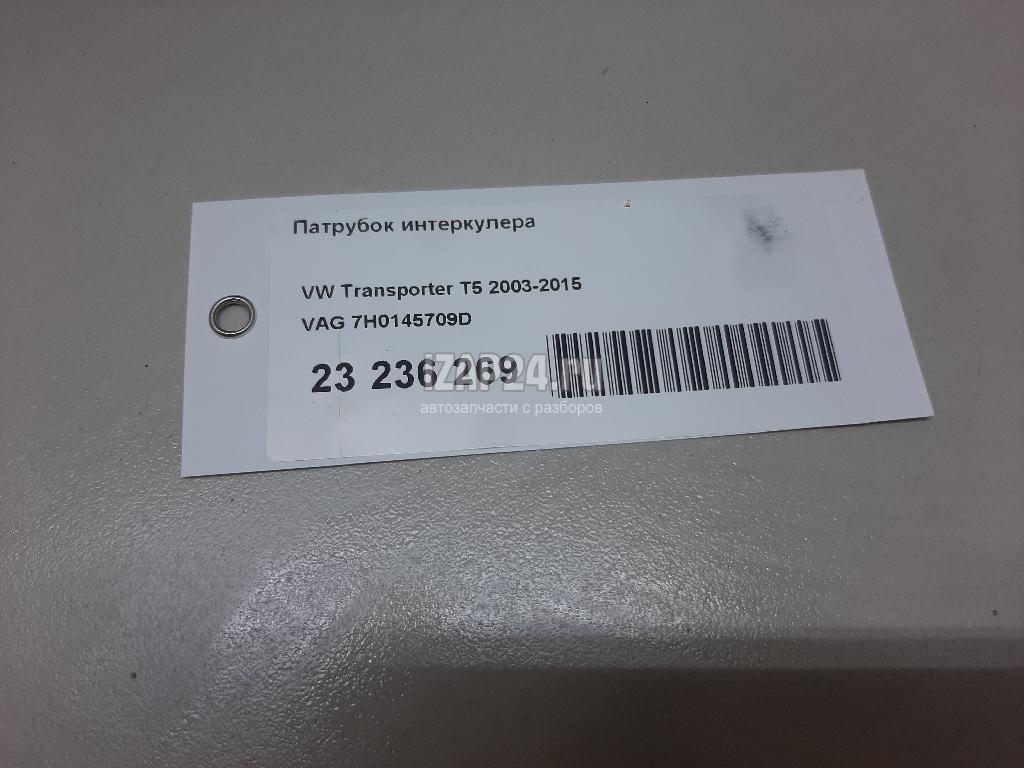 Патрубок интеркулера
VW Transporter T5 2003-2015
VAG 7H0145709D
23 236 269
iZAP24.ru
автозапчасти с разборов